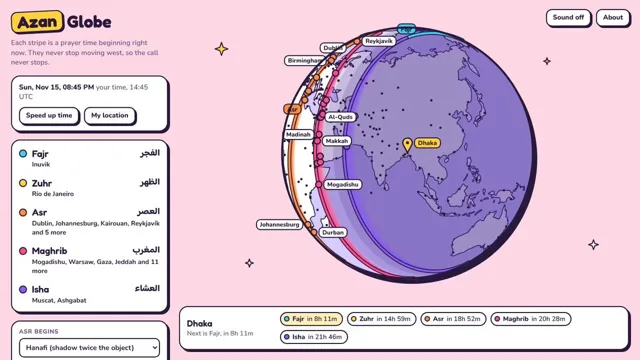 Azan Globe
Sound off
About
Each stripe is a prayer time beginning right
now. They never stop moving west, so the call
never stops.
Sun, Nov 15, 08:45 PM your time, 14:45
UTC
Speed up time
My location
Fajr الفجر
Inuvik
Zuhr الظهر
Rio de Janeiro
Asr العصر
Dublin, Johannesburg, Kairouan, Reykjavik
and 5 more
Maghrib المغرب
Mogadishu, Warsaw, Gaza, Jeddah and 11
more
Isha العشاء
Muscat, Ashgabat
ASR BEGINS
Hanafi (shadow twice the object)
Fajr
Reykjavik
Dublin
Birmingham
Asr
Al-Quds
Madinah
Makkah
Dhaka
Mogadishu
Johannesburg
Durban
Dhaka
Next is Fajr, in 8h 11m
Fajr in 8h 11m
Zuhr in 14h 59m
Asr in 18h 52m
Maghrib in 20h 28m
Isha in 21h 46m